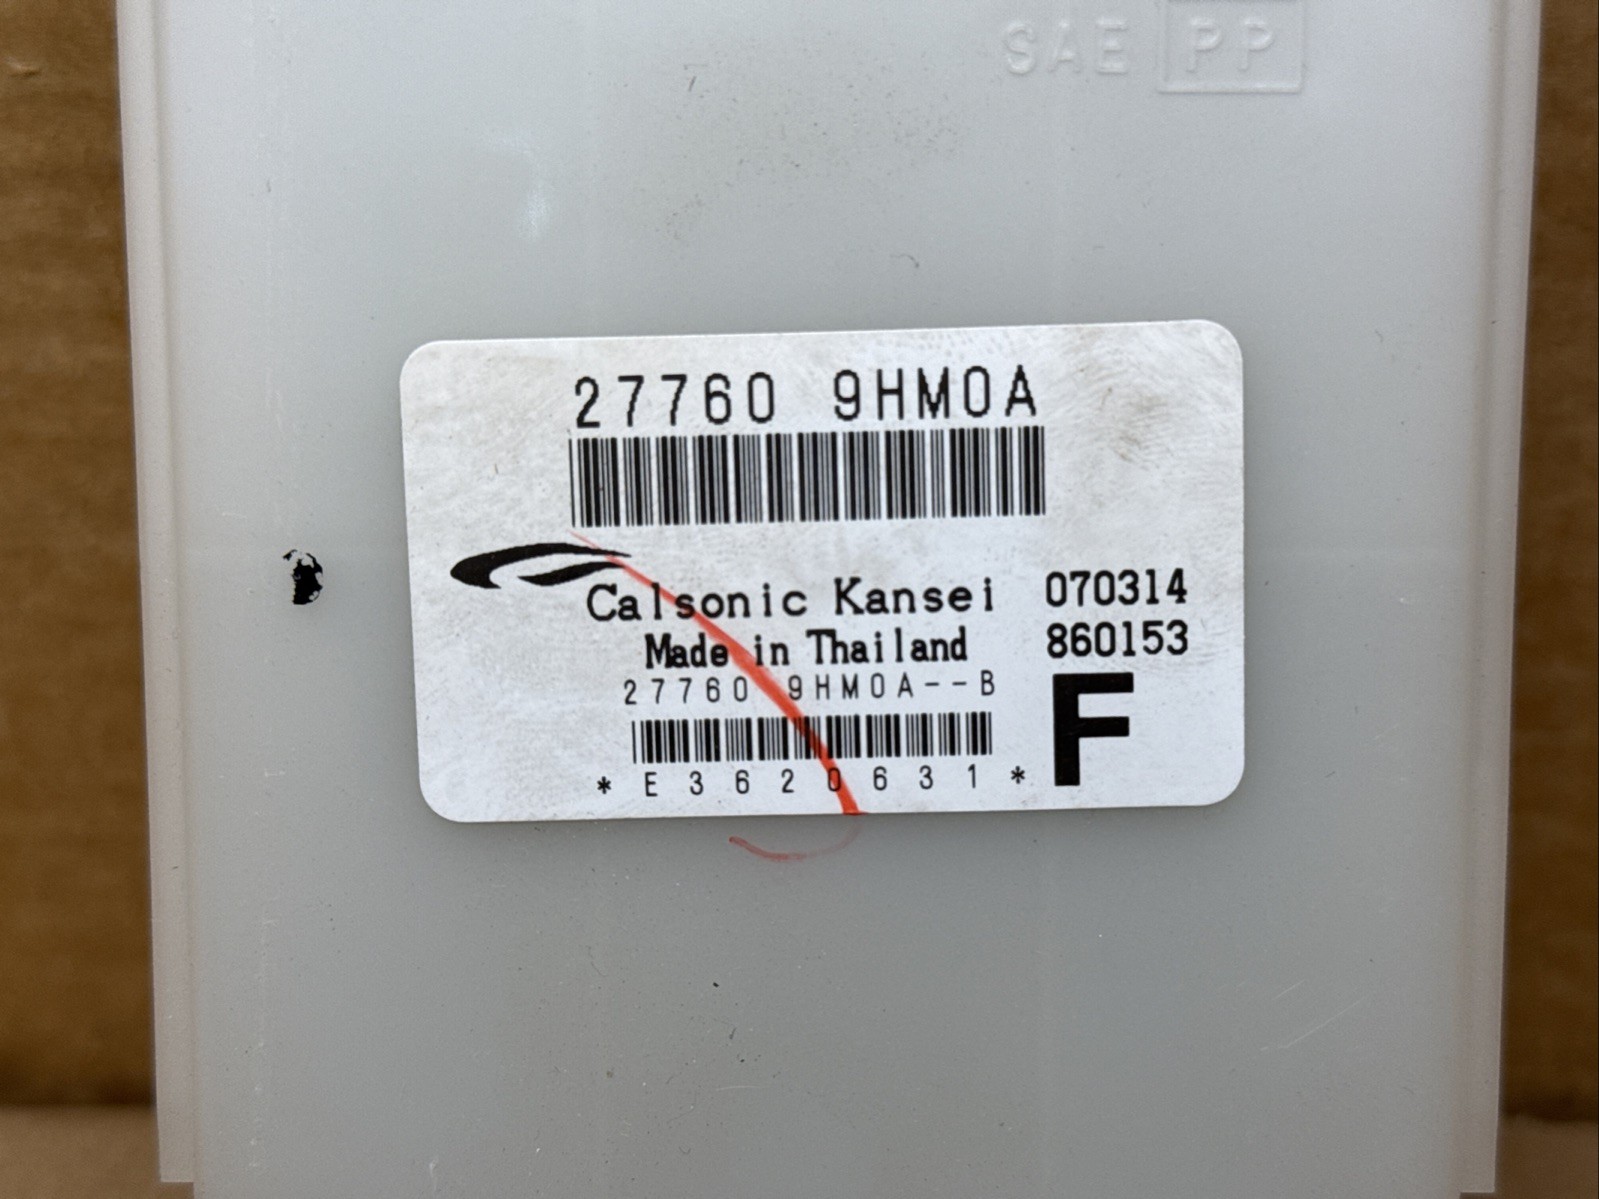 SAE PP
27760 9HM0A
Calsonic Kansei 070314
Made in Thailand 860153
27760 9HM0A--B
F
*E3620631*